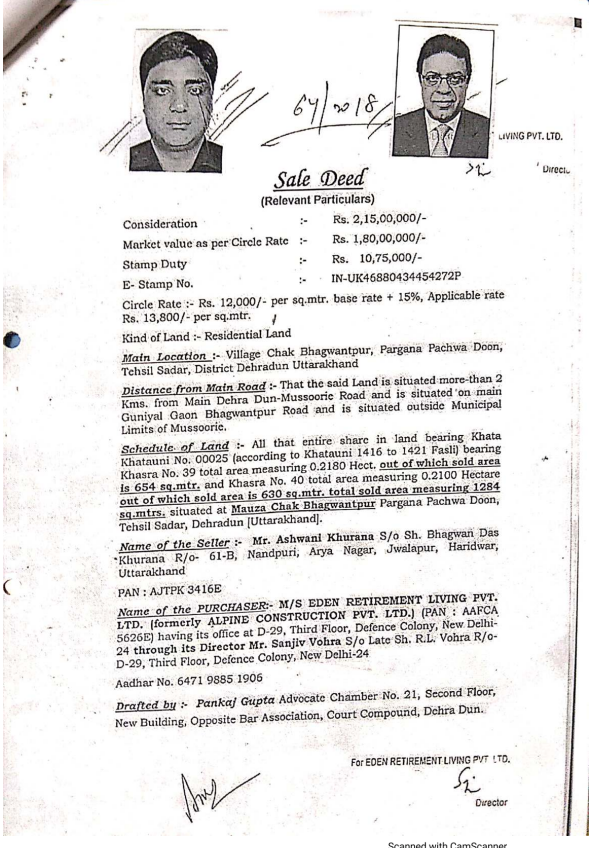 64/2018
LIVING PVT. LTD.
Direc
Sale Deed
(Relevant Particulars)
Consideration :- Rs. 2,15,00,000/-
Market value as per Circle Rate :- Rs. 1,80,00,000/-
Stamp Duty :- Rs. 10,75,000/-
E- Stamp No. :- IN-UK46880434454272P
Circle Rate :- Rs. 12,000/- per sq.mtr. base rate + 15%, Applicable rate
Rs. 13,800/- per sq.mtr.
Kind of Land :- Residential Land
Main Location :- Village Chak Bhagwantpur, Pargana Pachwa Doon,
Tehsil Sadar, District Dehradun Uttarakhand
Distance from Main Road :- That the said Land is situated more-than 2
Kms. from Main Dehra Dun-Mussoorie Road and is situated on main
Guniyal Gaon Bhagwantpur Road and is situated outside Municipal
Limits of Mussoorie.
Schedule of Land :- All that entire share in land bearing Khata
Khatauni No. 00025 (according to Khatauni 1416 to 1421 Fasli) bearing
Khasra No. 39 total area measuring 0.2180 Hect. out of which sold area
is 654 sq.mtr. and Khasra No. 40 total area measuring 0.2100 Hectare
out of which sold area is 630 sq.mtr. total sold area measuring 1284
sq.mtrs. situated at Mauza Chak Bhagwantpur Pargana Pachwa Doon,
Tehsil Sadar, Dehradun [Uttarakhand].
Name of the Seller :- Mr. Ashwani Khurana S/o Sh. Bhagwan Das
Khurana R/o- 61-B, Nandpuri, Arya Nagar, Jwalapur, Haridwar,
Uttarakhand
PAN : AJTPK 3416E
Name of the PURCHASER:- M/S EDEN RETIREMENT LIVING PVT.
LTD. (formerly ALPINE CONSTRUCTION PVT. LTD.) (PAN : AAFCA
5626E) having its office at D-29, Third Floor, Defence Colony, New Delhi-
24 through its Director Mr. Sanjiv Vohra S/o Late Sh. R.L. Vohra R/o-
D-29, Third Floor, Defence Colony, New Delhi-24
Aadhar No. 6471 9885 1906
Drafted by :- Pankaj Gupta Advocate Chamber No. 21, Second Floor,
New Building, Opposite Bar Association, Court Compound, Dehra Dun.
For EDEN RETIREMENT LIVING PVT LTD.
Director
Scanned with CamScanner